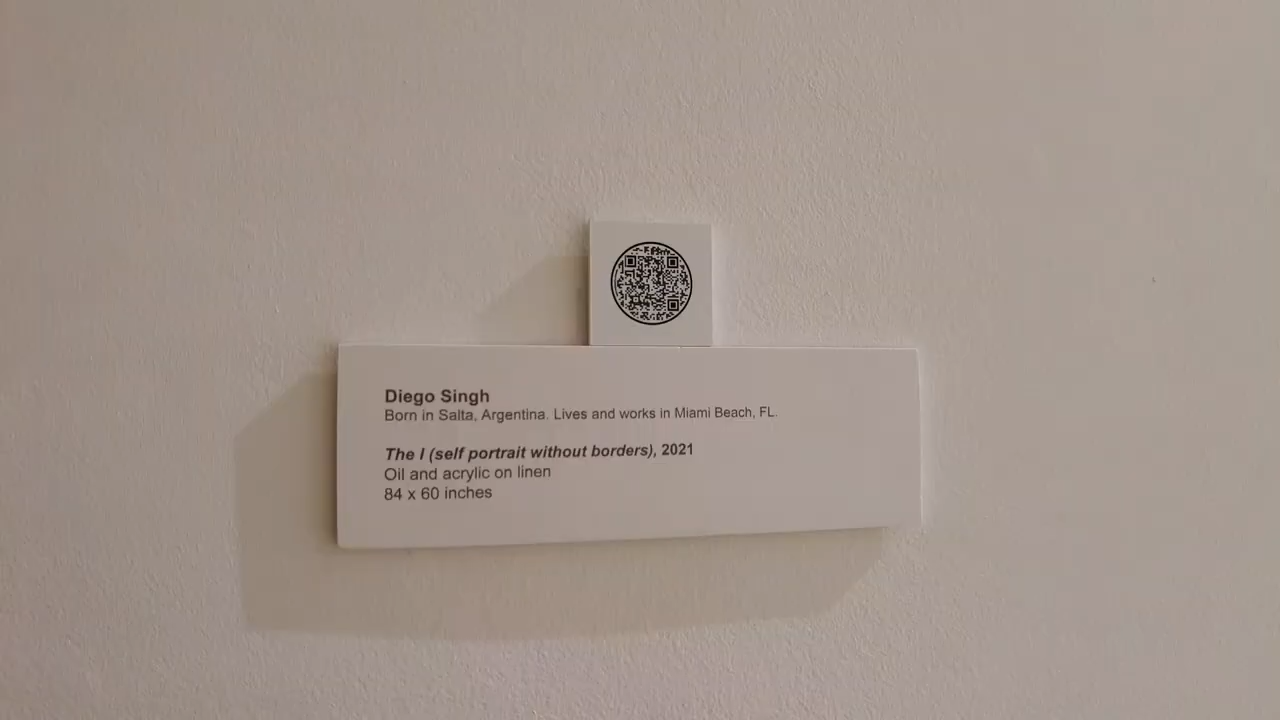 Diego Singh
Born in Salta, Argentina. Lives and works in Miami Beach, FL.
The I (self portrait without borders), 2021
Oil and acrylic on linen
84 x 60 inches